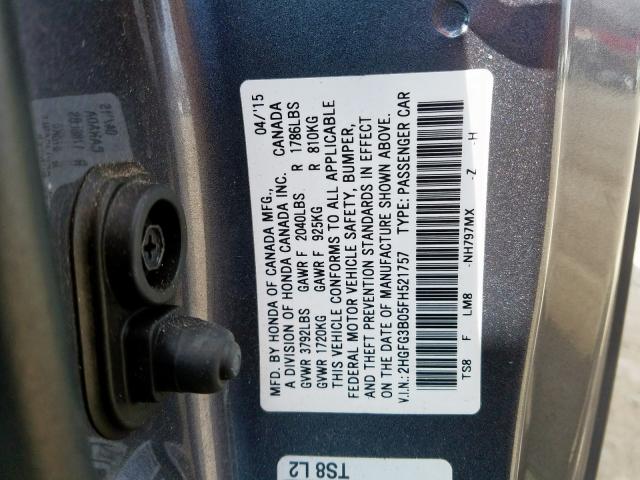 MFD. BY HONDA OF CANADA MFG., 04/'15
A DIVISION OF HONDA CANADA INC. CANADA
GVWR 3792LBS GAWR F 2040LBS R 1786LBS
GVWR 1720KG GAWR F 925KG R 810KG
THIS VEHICLE CONFORMS TO ALL APPLICABLE
FEDERAL MOTOR VEHICLE SAFETY, BUMPER,
AND THEFT PREVENTION STANDARDS IN EFFECT
ON THE DATE OF MANUFACTURE SHOWN ABOVE.
V.I.N.: 2HGFG3B05FH521757 TYPE: PASSENGER CAR
TS8 F LM8 -NH797MX -Z -H
TS8 L2